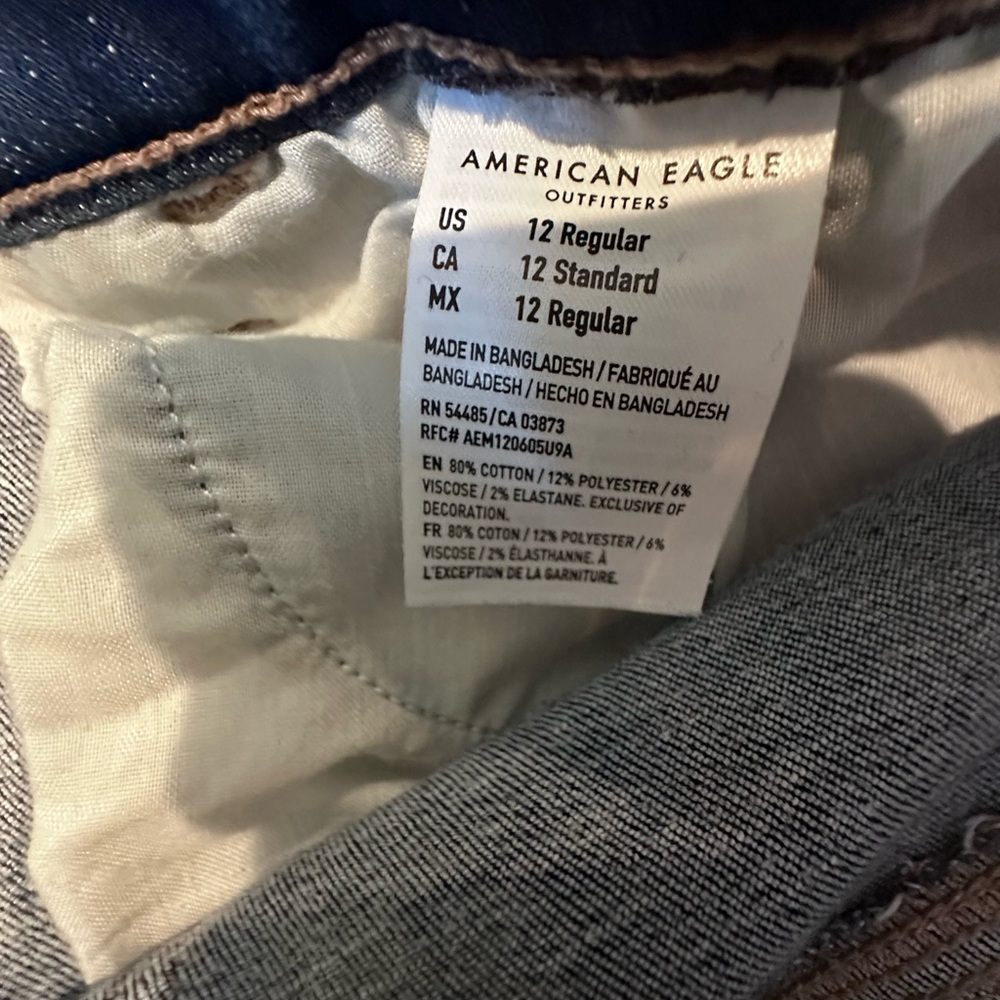 AMERICAN EAGLE
OUTFITTERS
US 12 Regular
CA 12 Standard
MX 12 Regular
MADE IN BANGLADESH / FABRIQUÉ AU
BANGLADESH / HECHO EN BANGLADESH
RN 54485 / CA 03873
RFC# AEM120605U9A
EN 80% COTTON / 12% POLYESTER / 6%
VISCOSE / 2% ELASTANE. EXCLUSIVE OF
DECORATION.
FR 80% COTON / 12% POLYESTER / 6%
VISCOSE / 2% ÉLASTHANNE. À
L'EXCEPTION DE LA GARNITURE.